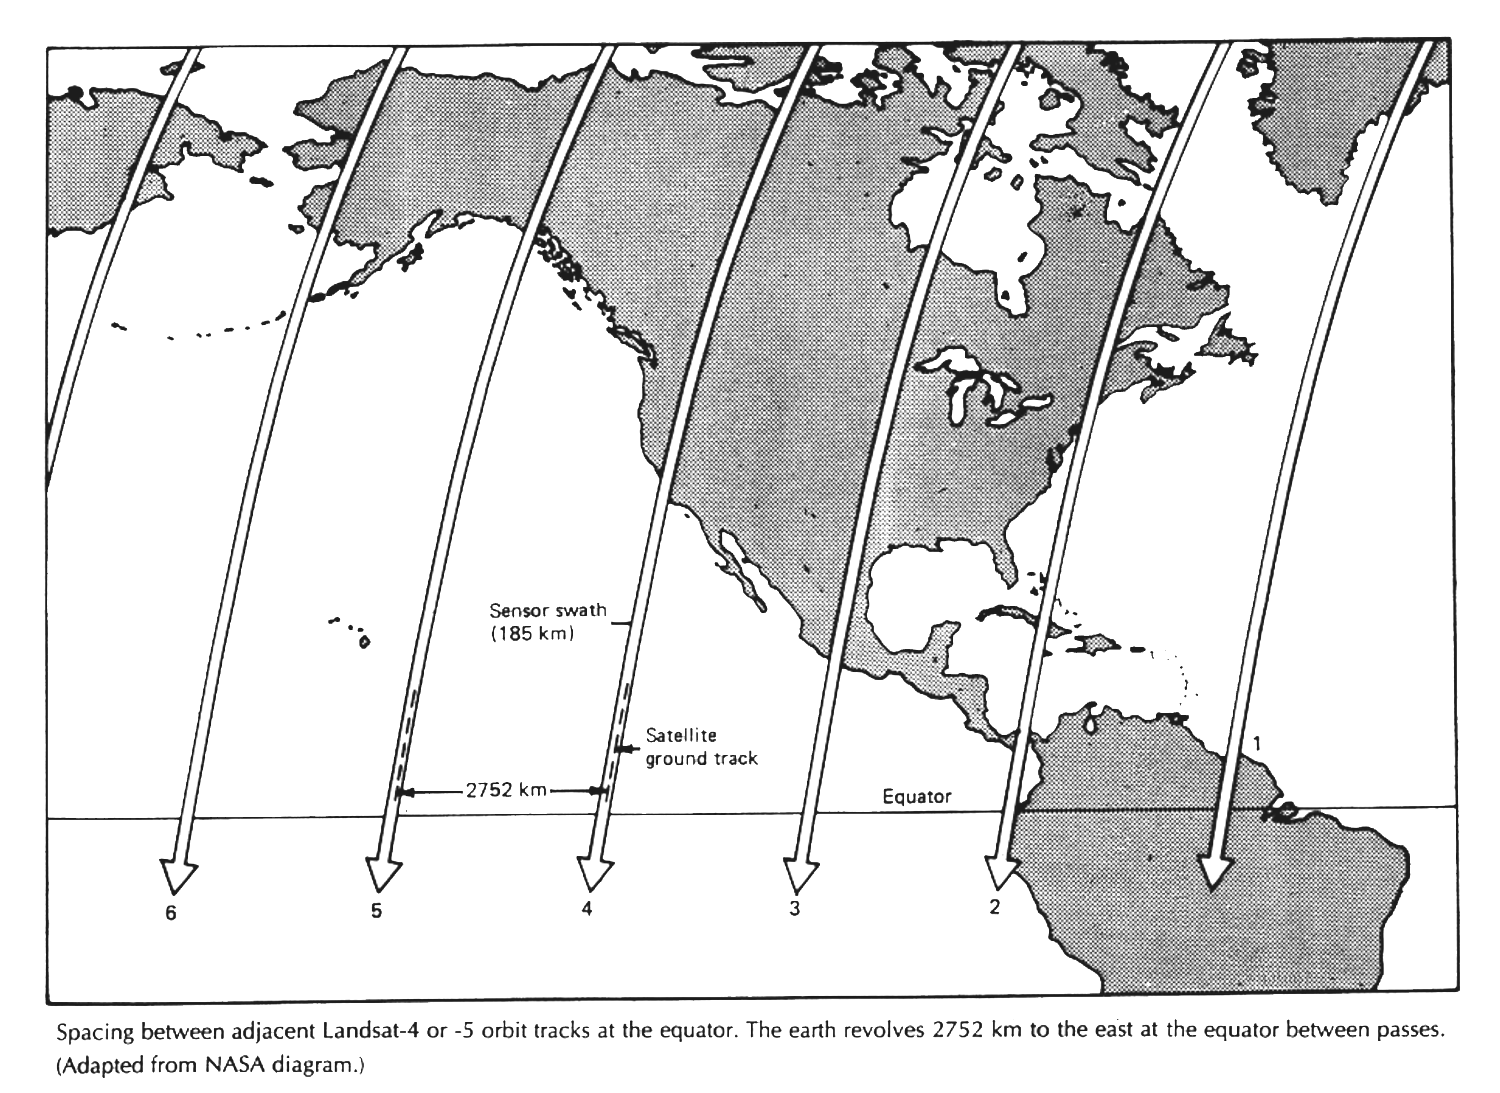 Sensor swath
(185 km)
Satellite
ground track
1
2752 km
Equator
6
5
4
3
2
Spacing between adjacent Landsat-4 or -5 orbit tracks at the equator. The earth revolves 2752 km to the east at the equator between passes.
(Adapted from NASA diagram.)